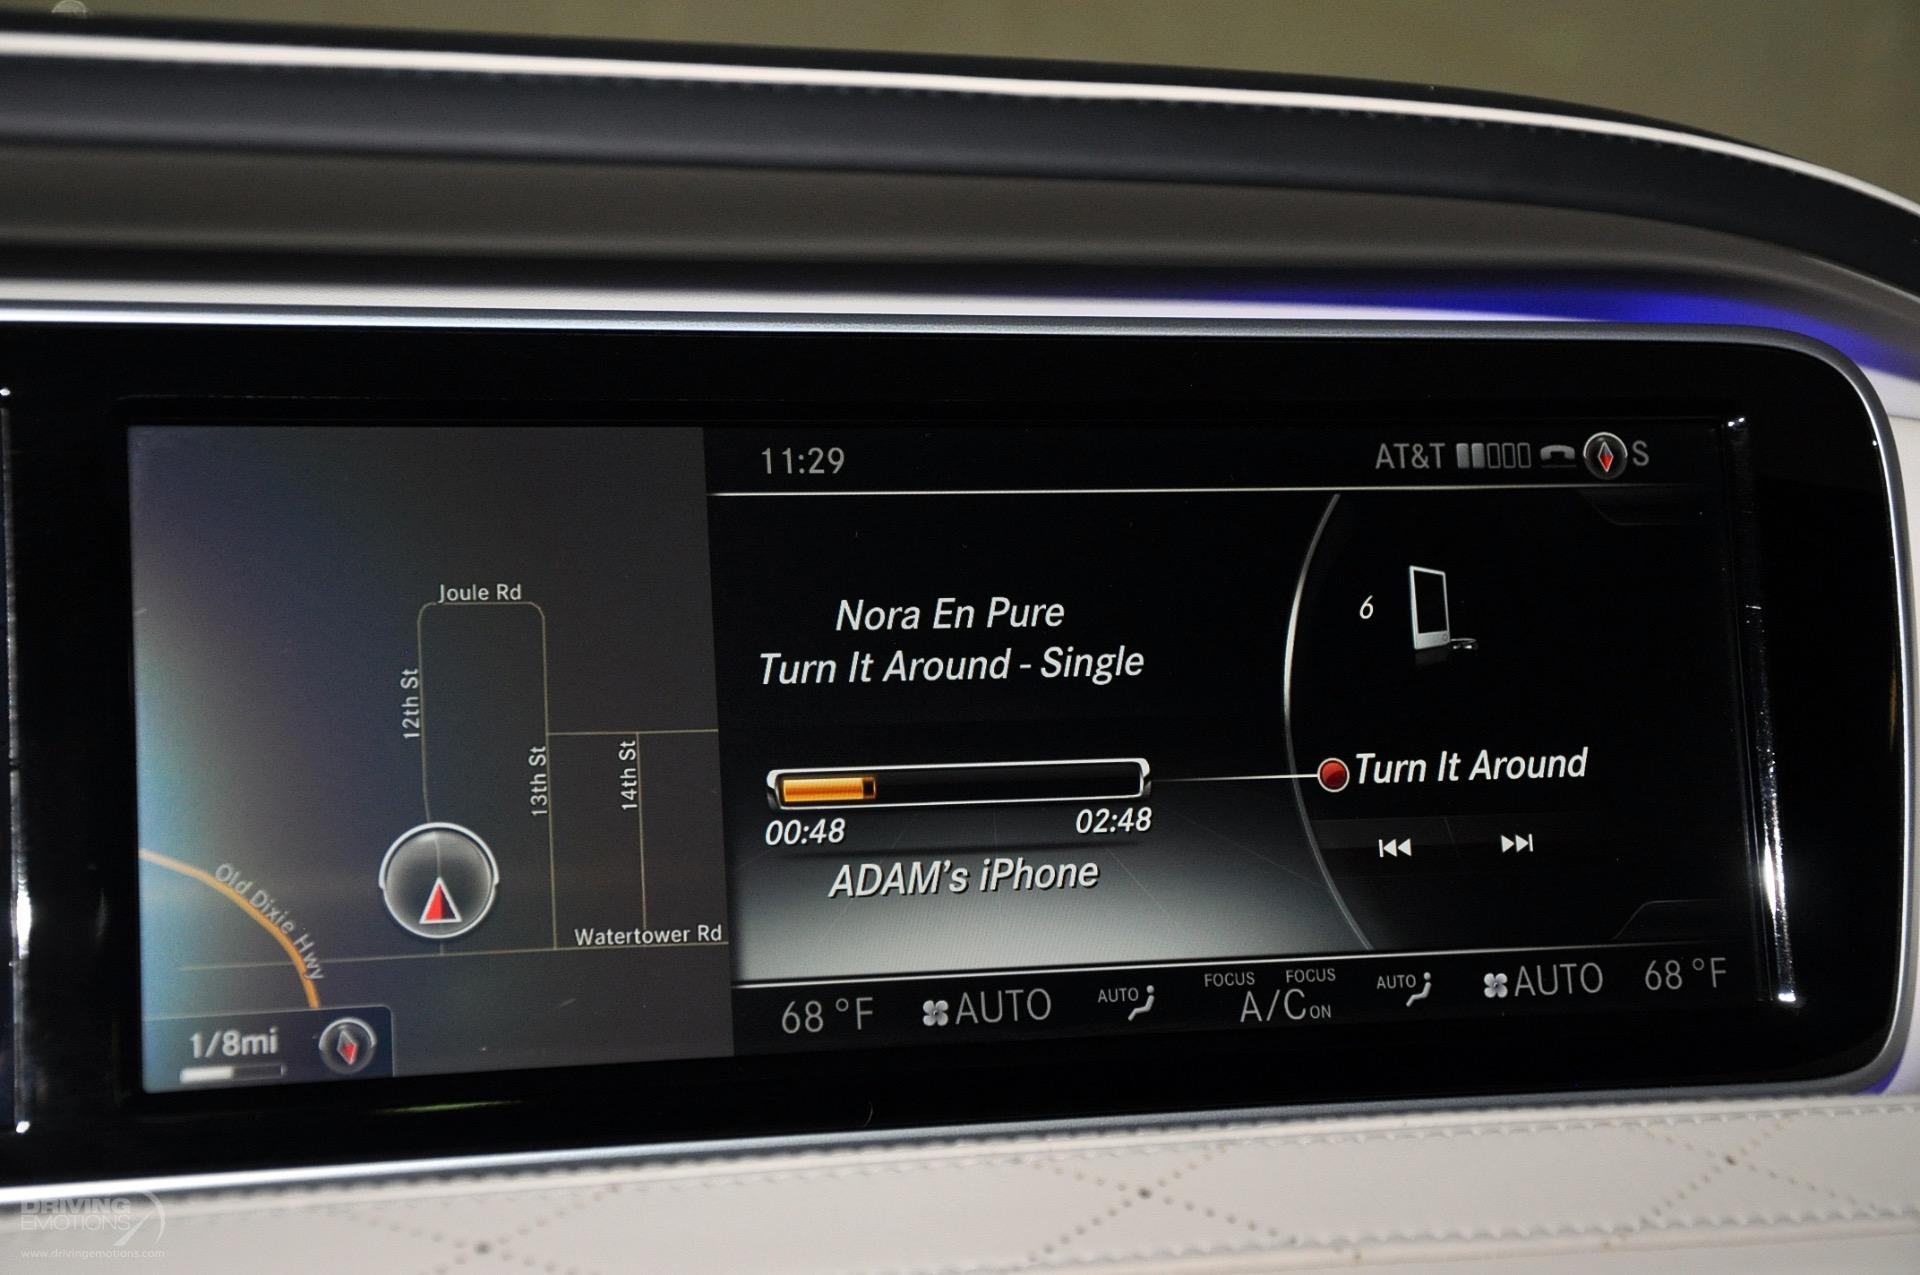 11:29
AT&T
S
Joule Rd
12th St
13th St
14th St
Old Dixie Hwy
Watertower Rd
1/8mi
Nora En Pure
Turn It Around - Single
00:48
02:48
ADAM's iPhone
6
Turn It Around
68°F
AUTO
AUTO
FOCUS FOCUS
A/C ON
AUTO
AUTO
68°F
DRIVING
EMOTIONS
www.drivingemotions.com